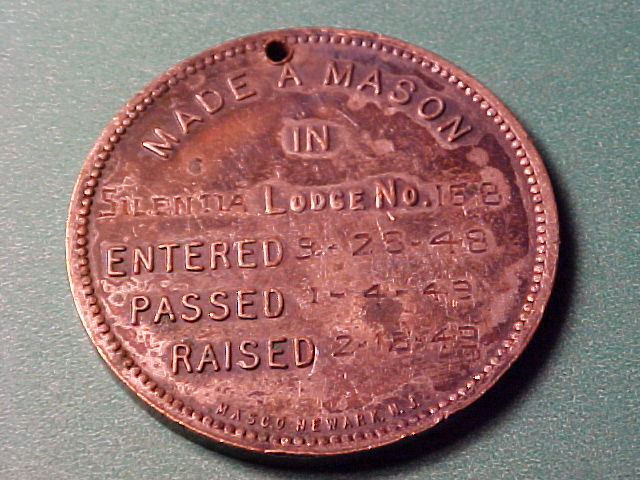 MADE A MASON
IN
SILENTIA LODGE NO. 168
ENTERED 9-28-48
PASSED 1-4-49
RAISED 2-18-49
MASCO NEWARK, N.J.